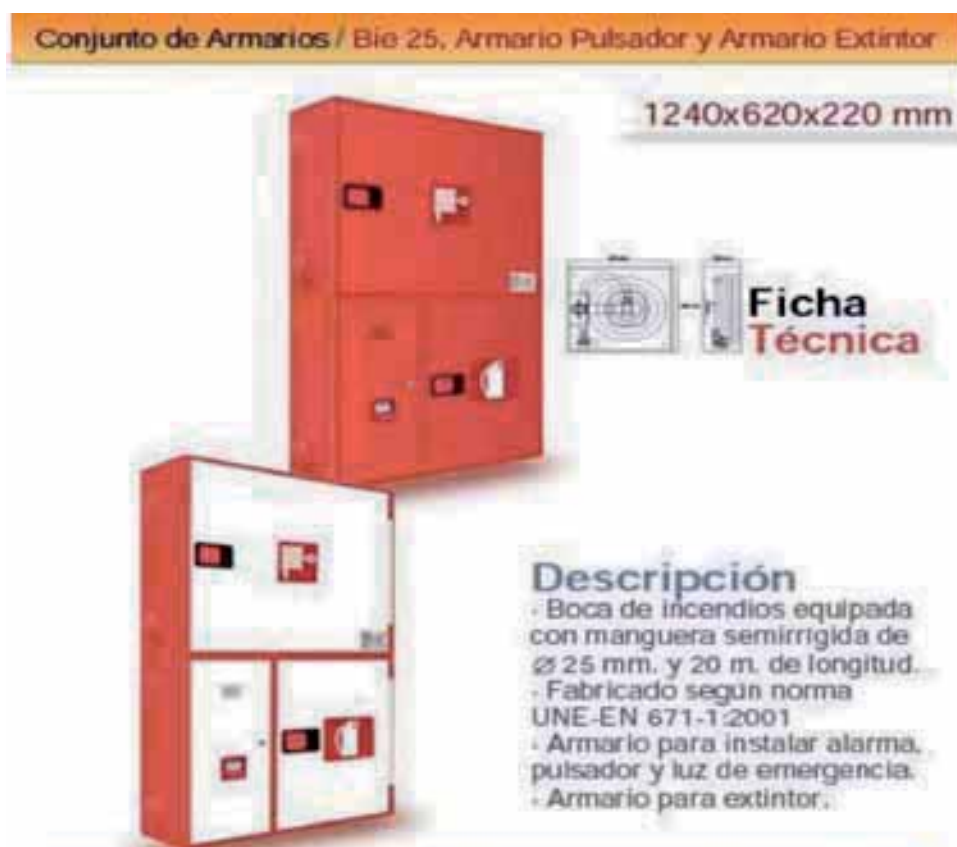 Conjunto de Armarios / Bie 25, Armario Pulsador y Armario Extintor
1240x620x220 mm
Ficha
Técnica
Descripción
- Boca de incendios equipada
con manguera semirrigida de
Ø 25 mm. y 20 m. de longitud.
- Fabricado según norma
UNE-EN 671-1:2001
- Armario para instalar alarma,
pulsador y luz de emergencia.
- Armario para extintor.